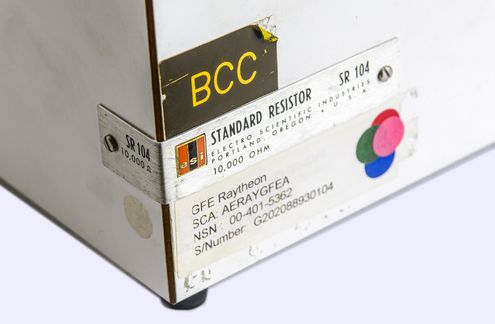 BCC
SR 104
10,000 Ω
esi
STANDARD RESISTOR SR 104
ELECTRO SCIENTIFIC INDUSTRIES
PORTLAND, OREGON • U.S.A.
10,000 OHM
GFE Raytheon
SCA: AERAYGFEA
NSN : 00-401-5362
S/Number: G202088930104